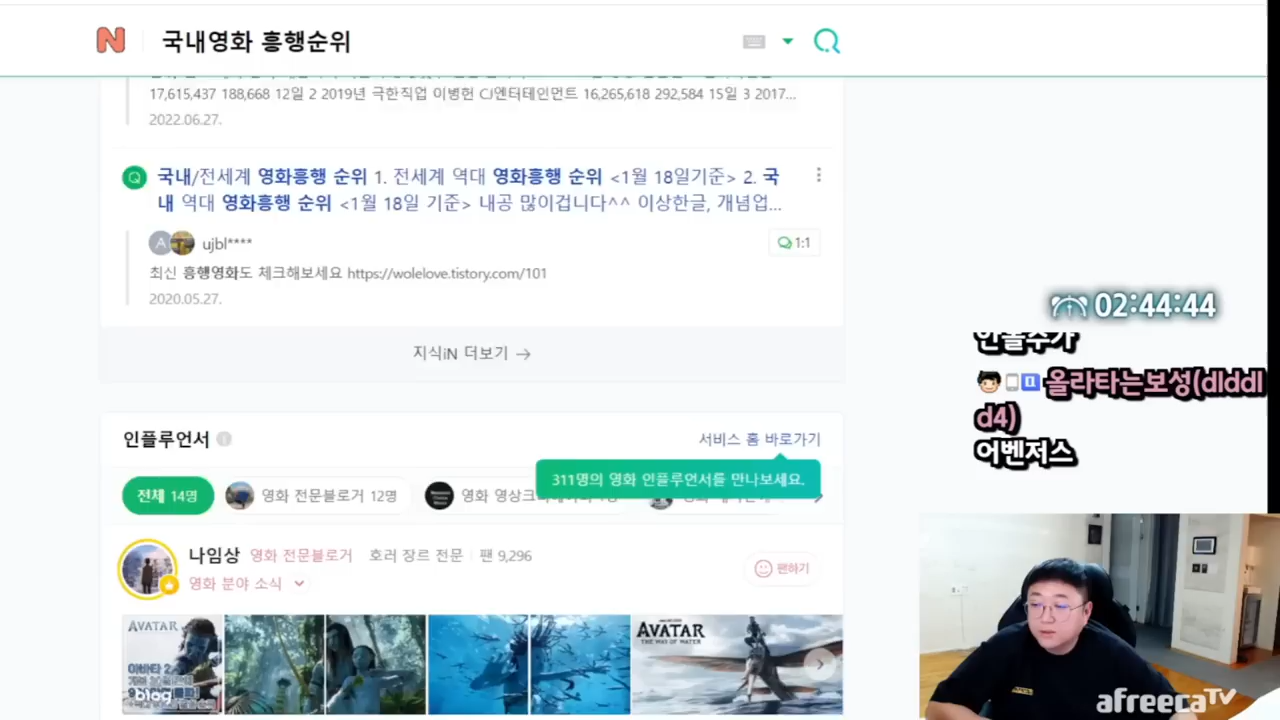 N 국내영화 흥행순위
17,615,437 188,668 12일 2 2019년 극한직업 이병헌 CJ엔터테인먼트 16,265,618 292,584 15일 3 2017...
2022.06.27.
국내/전세계 영화흥행 순위 1. 전세계 역대 영화흥행 순위 <1월 18일기준> 2. 국
내 역대 영화흥행 순위 <1월 18일 기준> 내공 많이겁니다^^ 이상한글, 개념업...
A ujbl****
1:1
최신 흥행영화도 체크해보세요 https://wolelove.tistory.com/101
2020.05.27.
지식iN 더보기 →
인플루언서
서비스 홈 바로가기
311명의 영화 인플루언서를 만나보세요.
전체 14명
영화 전문블로거 12명
영화 영상크
나임상 영화 전문블로거 호러 장르 전문 팬 9,296
영화 분야 소식
팬하기
AVATAR
아바타 2
blog
AVATAR
THE WAY OF WATER
02:44:44
올라타는보성(dlddl
d4)
어벤져스
afreecaTV